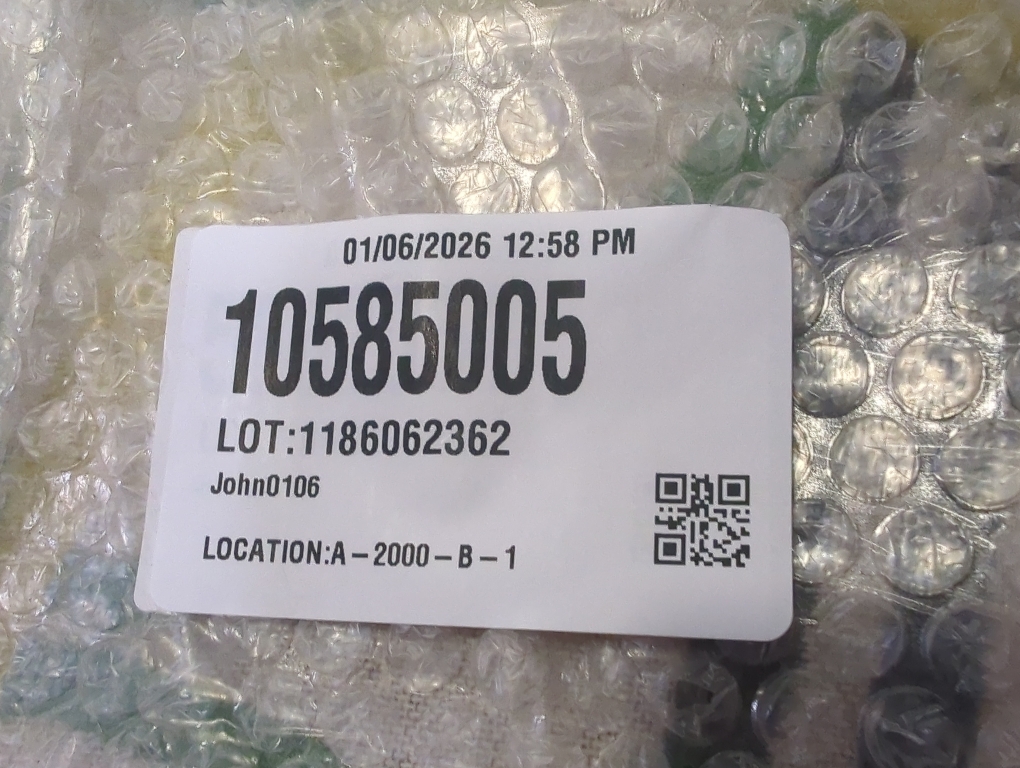 01/06/2026 12:58 PM
10585005
LOT:1186062362
John0106
LOCATION:A – 2000 – B – 1